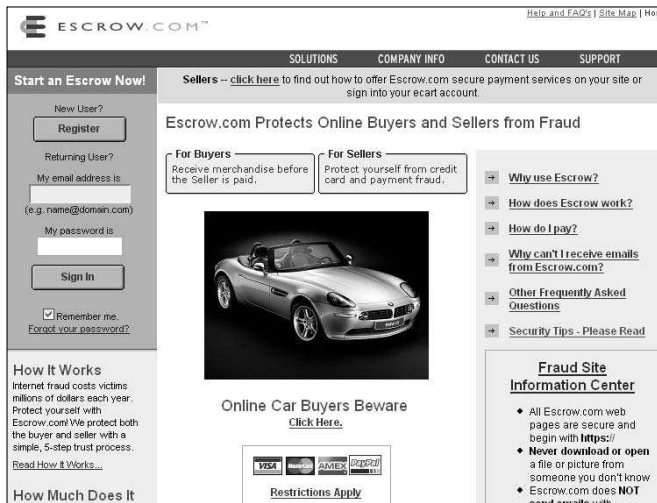 ESCROW.COM™
Help and FAQ's | Site Map | Ho
SOLUTIONS COMPANY INFO CONTACT US SUPPORT
Start an Escrow Now!
New User?
Register
Returning User?
My email address is
(e.g. name@domain.com)
My password is
Sign In
Remember me.
Forgot your password?
How It Works
Internet fraud costs victims
millions of dollars each year.
Protect yourself with
Escrow.com! We protect both
the buyer and seller with a
simple, 5-step trust process.
Read How It Works...
How Much Does It
Sellers -- click here to find out how to offer Escrow.com secure payment services on your site or
sign into your ecart account.
Escrow.com Protects Online Buyers and Sellers from Fraud
For Buyers
Receive merchandise before
the Seller is paid.
For Sellers
Protect yourself from credit
card and payment fraud.
Online Car Buyers Beware
Click Here.
VISA MasterCard AMEX PayPal
Restrictions Apply
Why use Escrow?
How does Escrow work?
How do I pay?
Why can't I receive emails
from Escrow.com?
Other Frequently Asked
Questions
Security Tips - Please Read
Fraud Site
Information Center
All Escrow.com web
pages are secure and
begin with https://
Never download or open
a file or picture from
someone you don't know
Escrow.com does NOT
send emails with